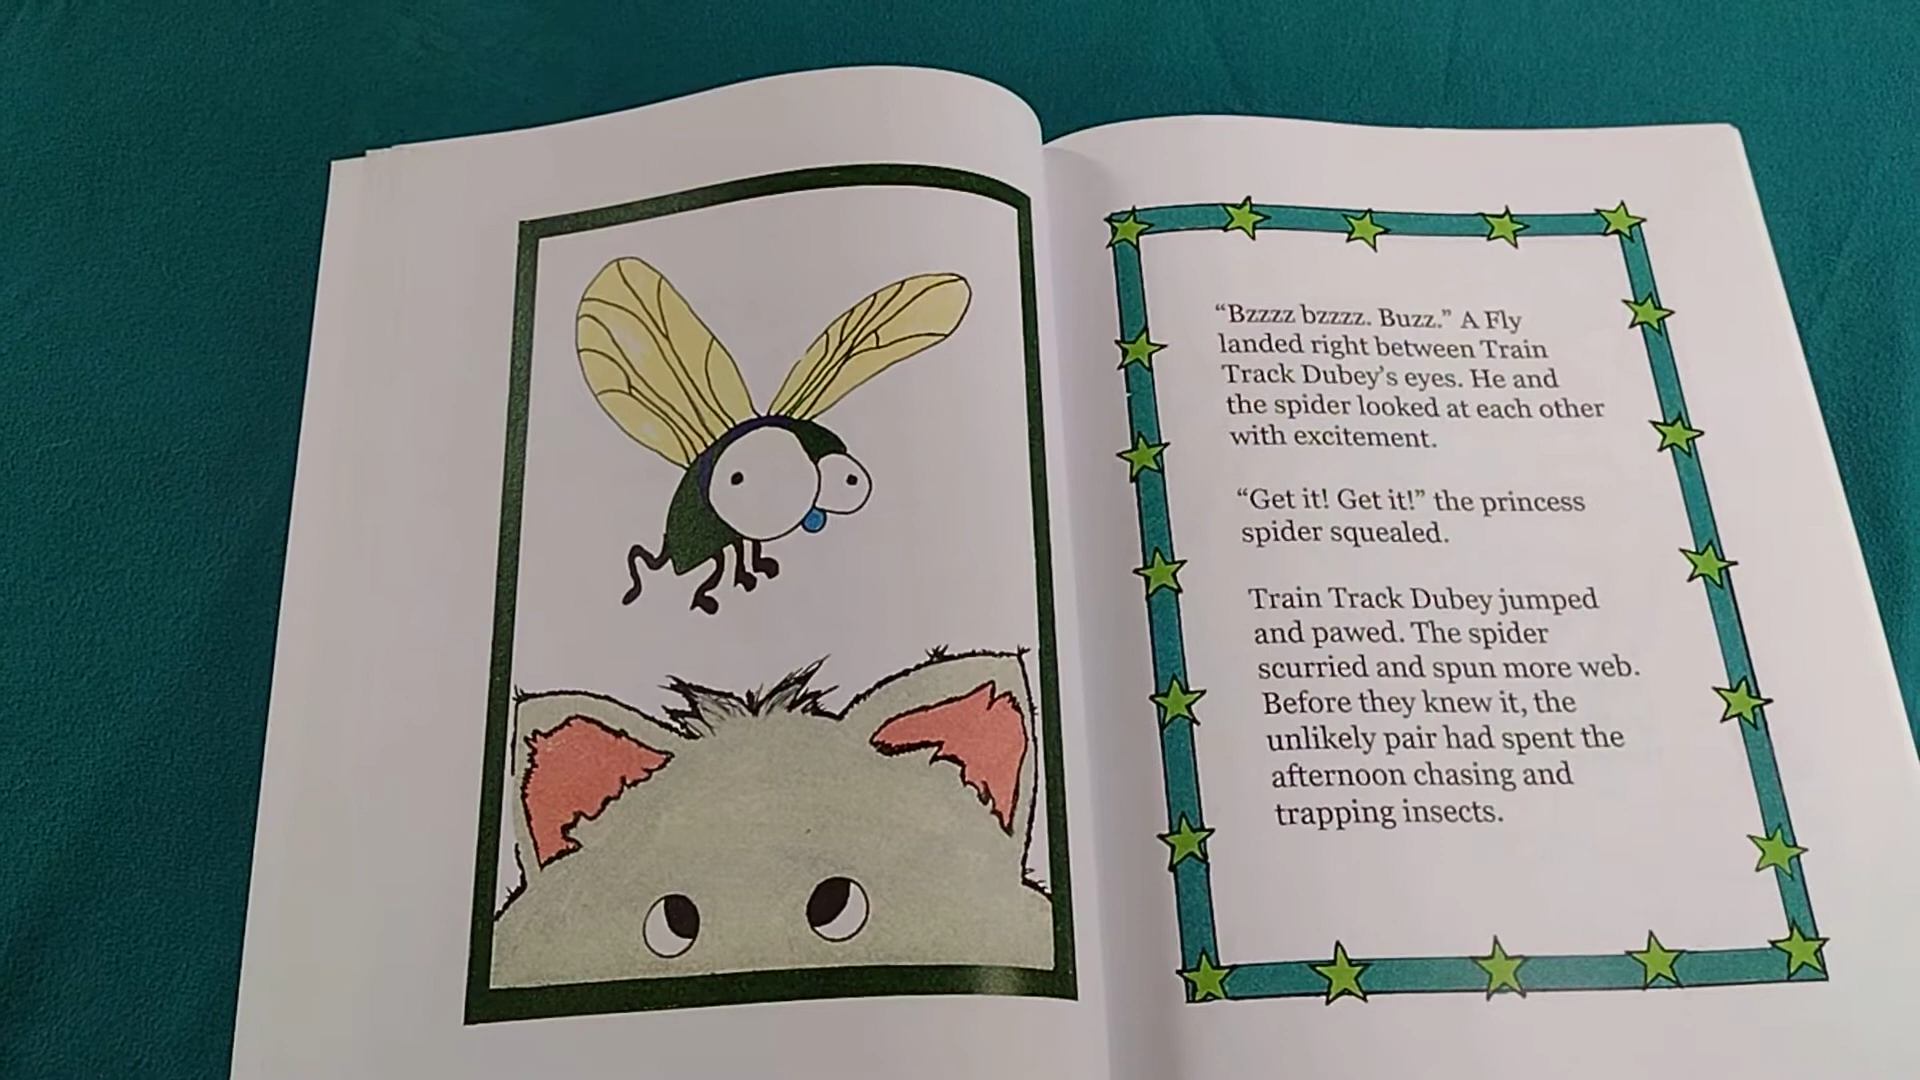 “Bzzzz bzzzz. Buzz.” A Fly
landed right between Train
Track Dubey’s eyes. He and
the spider looked at each other
with excitement.
“Get it! Get it!” the princess
spider squealed.
Train Track Dubey jumped
and pawed. The spider
scurried and spun more web.
Before they knew it, the
unlikely pair had spent the
afternoon chasing and
trapping insects.